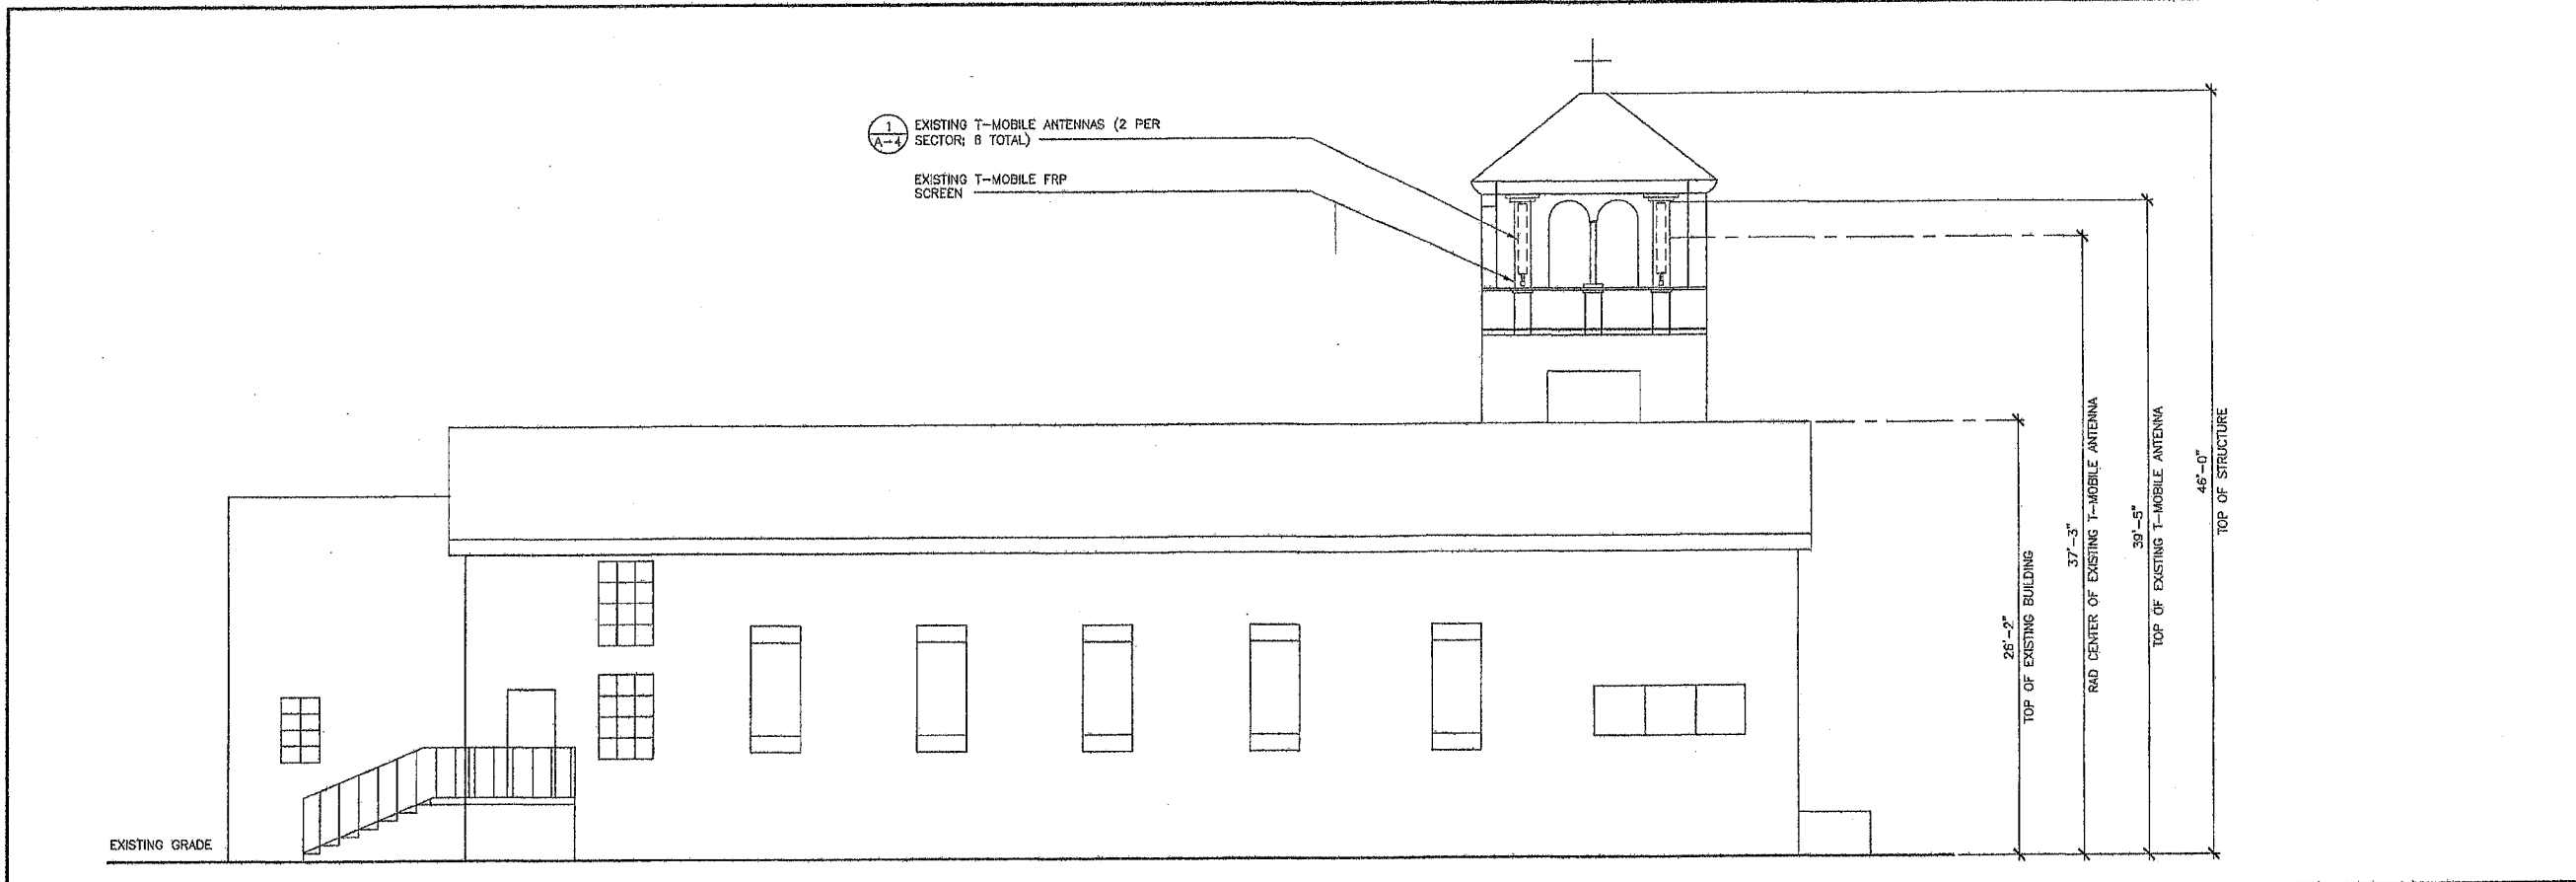 1
A-4
EXISTING T-MOBILE ANTENNAS (2 PER
SECTOR; 6 TOTAL)
EXISTING T-MOBILE FRP
SCREEN
26'-2"
TOP OF EXISTING BUILDING
37'-3"
RAD CENTER OF EXISTING T-MOBILE ANTENNA
39'-5"
TOP OF EXISTING T-MOBILE ANTENNA
46'-0"
TOP OF STRUCTURE
EXISTING GRADE